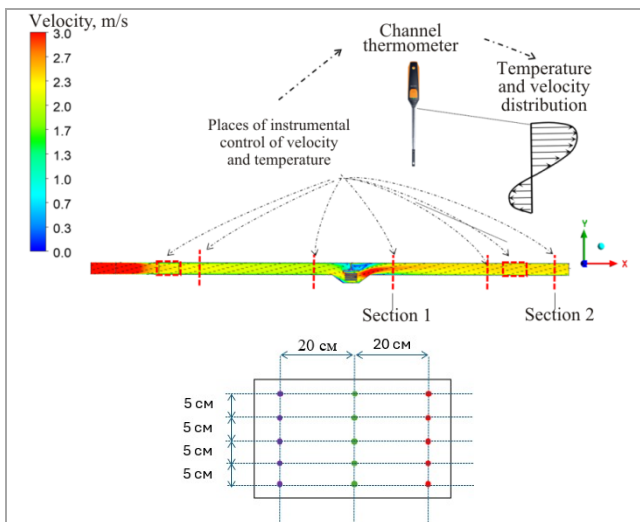 Velocity, m/s
3.0
2.7
2.3
2.0
1.7
1.3
1.0
0.7
0.3
0.0
Channel
thermometer
Temperature
and velocity
distribution
Places of instrumental
control of velocity
and temperature
Y
X
Section 1
Section 2
20 см
20 см
5 см
5 см
5 см
5 см